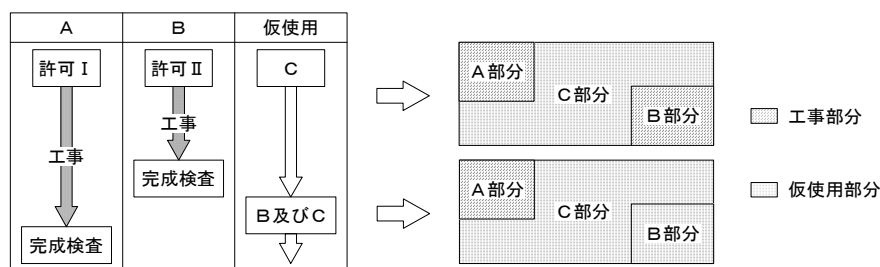 A
B
仮使用
許可Ⅰ
許可Ⅱ
C
工事
工事
完成検査
B及びC
完成検査
A部分
C部分
B部分
A部分
C部分
B部分
工事部分
仮使用部分